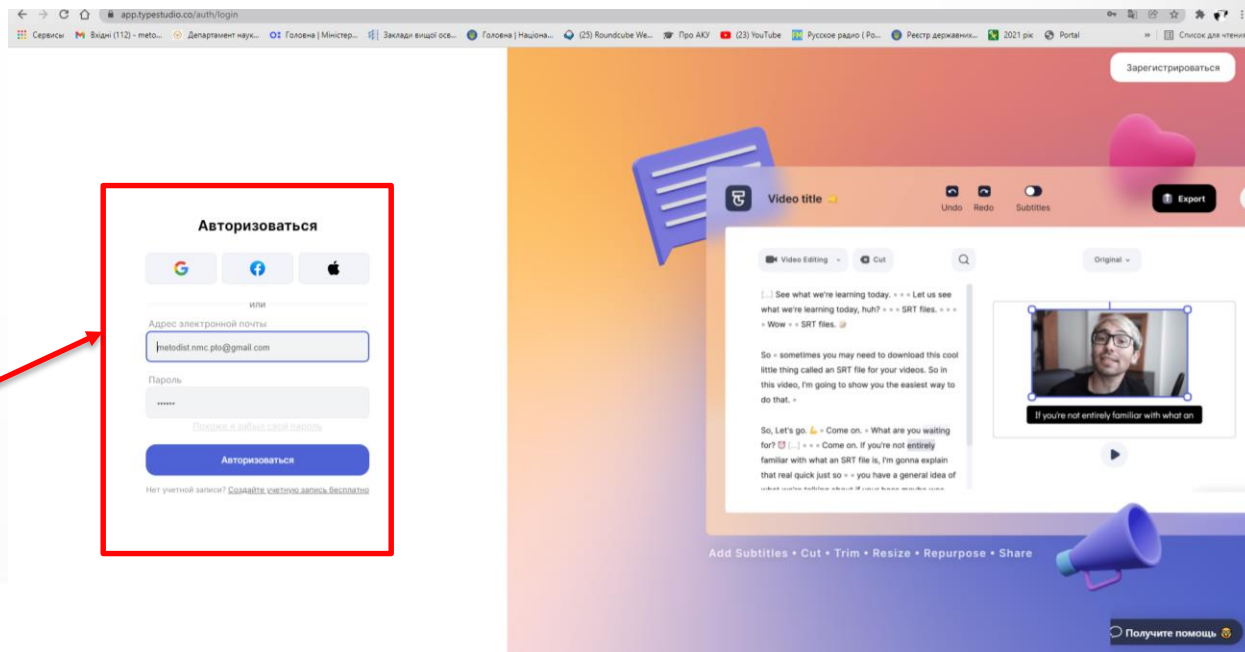 app.typestudio.co/auth/login
Сервисы
Вхідні (112) – meto...
Департамент наук...
Головна | Міністер...
Заклади вищої осв...
Головна | Націона...
(25) Roundcube We...
Про АКУ
(23) YouTube
Русское радио ( Ро...
Реєстр державних...
2021 рік
Portal
»
Список для чтения
Зарегистрироваться
Авторизоваться
или
Адрес электронной почты
metodist.nmc.pto@gmail.com
Пароль
••••••
Похоже я забыл свой пароль
Авторизоваться
Нет учетной записи? Создайте учетную запись бесплатно
Video title
Undo
Redo
Subtitles
Export
Video Editing
Cut
Original
[...] See what we're learning today. • • • Let us see
what we're learning today, huh? • • • SRT files. • • •
• Wow • • SRT files.
So • sometimes you may need to download this cool
little thing called an SRT file for your videos. So in
this video, I'm going to show you the easiest way to
do that. •
So, Let's go. 💪 • Come on. • What are you waiting
for? ⏰ [...] • • • Come on. If you're not entirely
familiar with what an SRT file is, I'm gonna explain
that real quick just so • • you have a general idea of
If you're not entirely familiar with what an
Add Subtitles • Cut • Trim • Resize • Repurpose • Share
Получите помощь